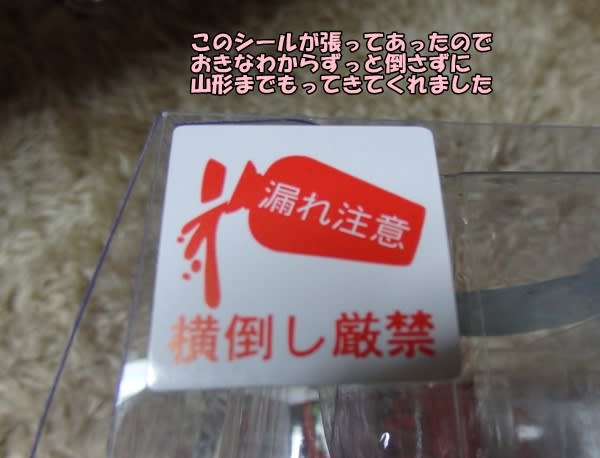 このシールが張ってあったので
おきなわからずっと倒さずに
山形までもってきてくれました
漏れ注意
横倒し厳禁